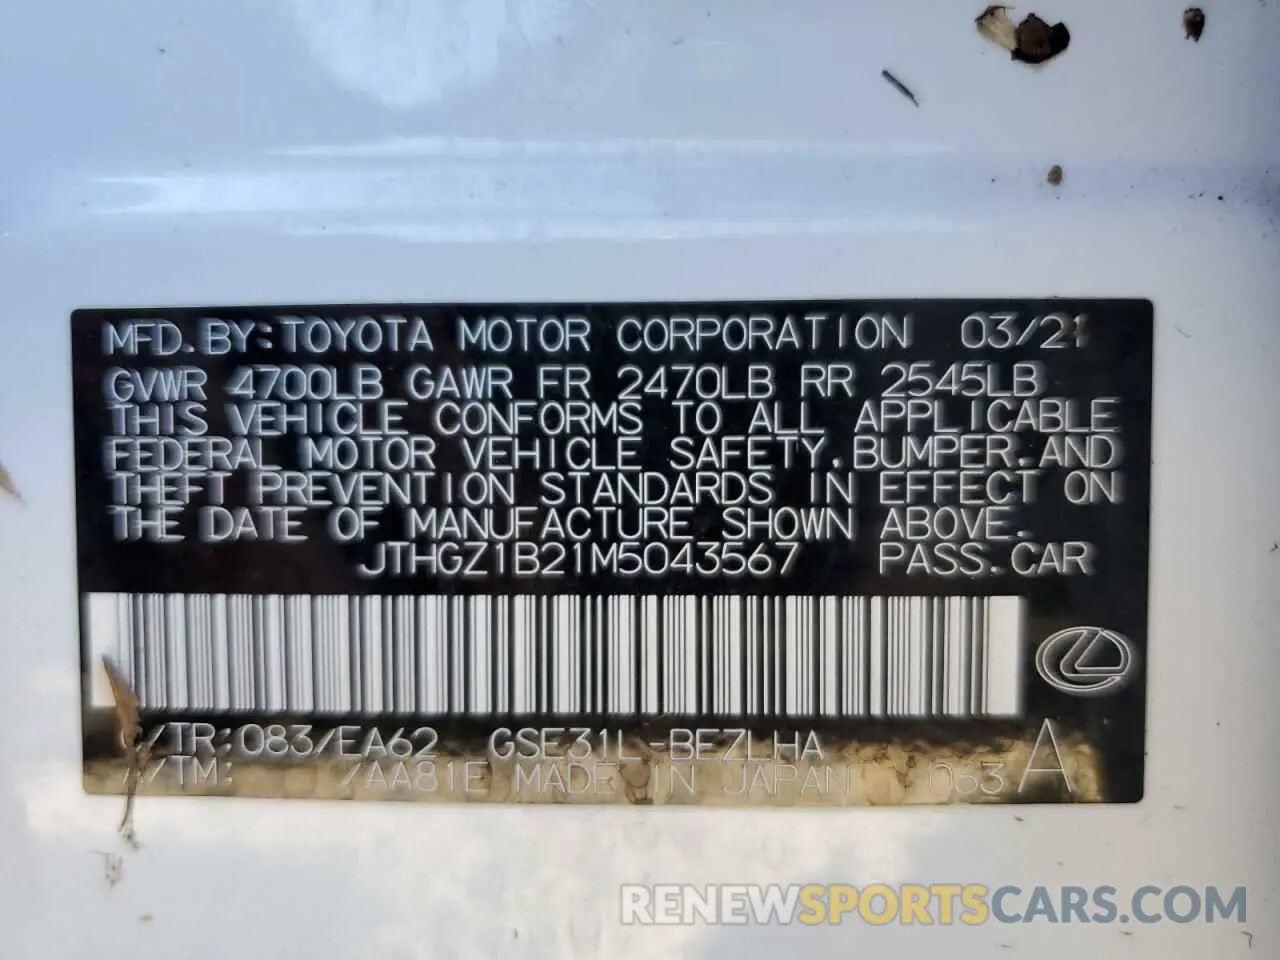 MFD.BY:TOYOTA MOTOR CORPORATION 03/21
GVWR 4700LB GAWR FR 2470LB RR 2545LB
THIS VEHICLE CONFORMS TO ALL APPLICABLE
FEDERAL MOTOR VEHICLE SAFETY,BUMPER,AND
THEFT PREVENTION STANDARDS IN EFFECT ON
THE DATE OF MANUFACTURE SHOWN ABOVE.
JTHGZ1B21M5043567 PASS.CAR
/TR:083/EA62 GSE31L-BEZLHA
/TM: /AA81E MADE IN JAPAN 063 A
RENEWSPORTSCARS.COM